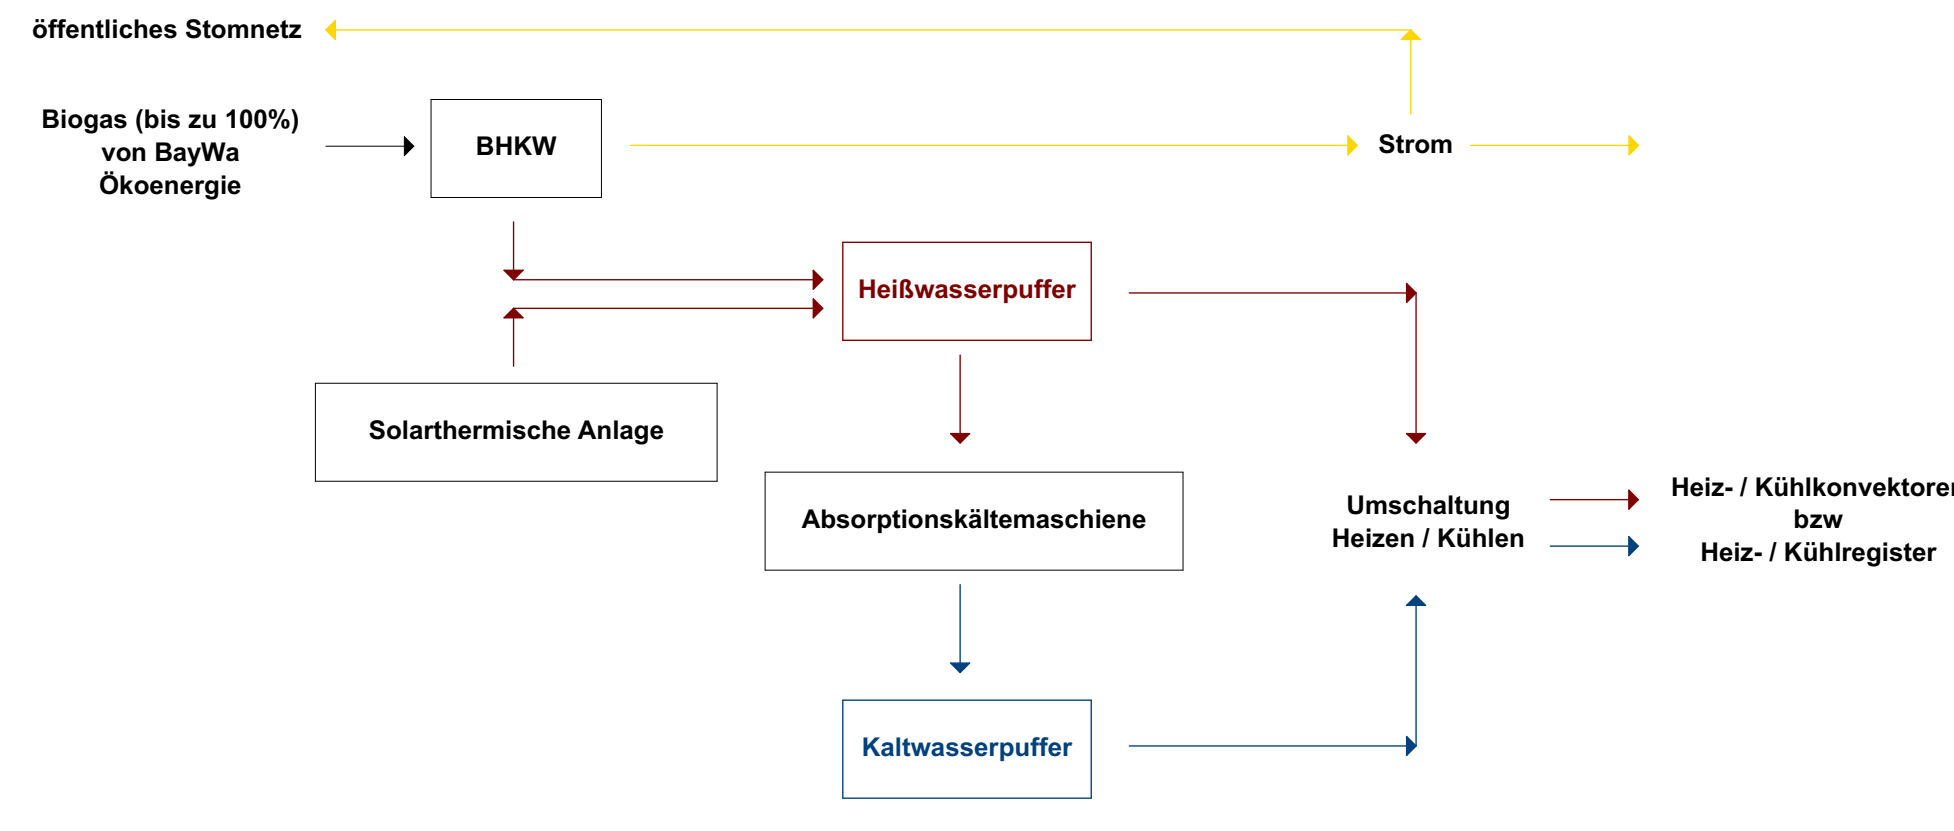 öffentliches Stomnetz
Biogas (bis zu 100%)
von BayWa
Ökoenergie
BHKW
Strom
Heißwasserpuffer
Solarthermische Anlage
Absorptionskältemaschiene
Umschaltung
Heizen / Kühlen
Heiz- / Kühlkonvektoren
bzw
Heiz- / Kühlregister
Kaltwasserpuffer